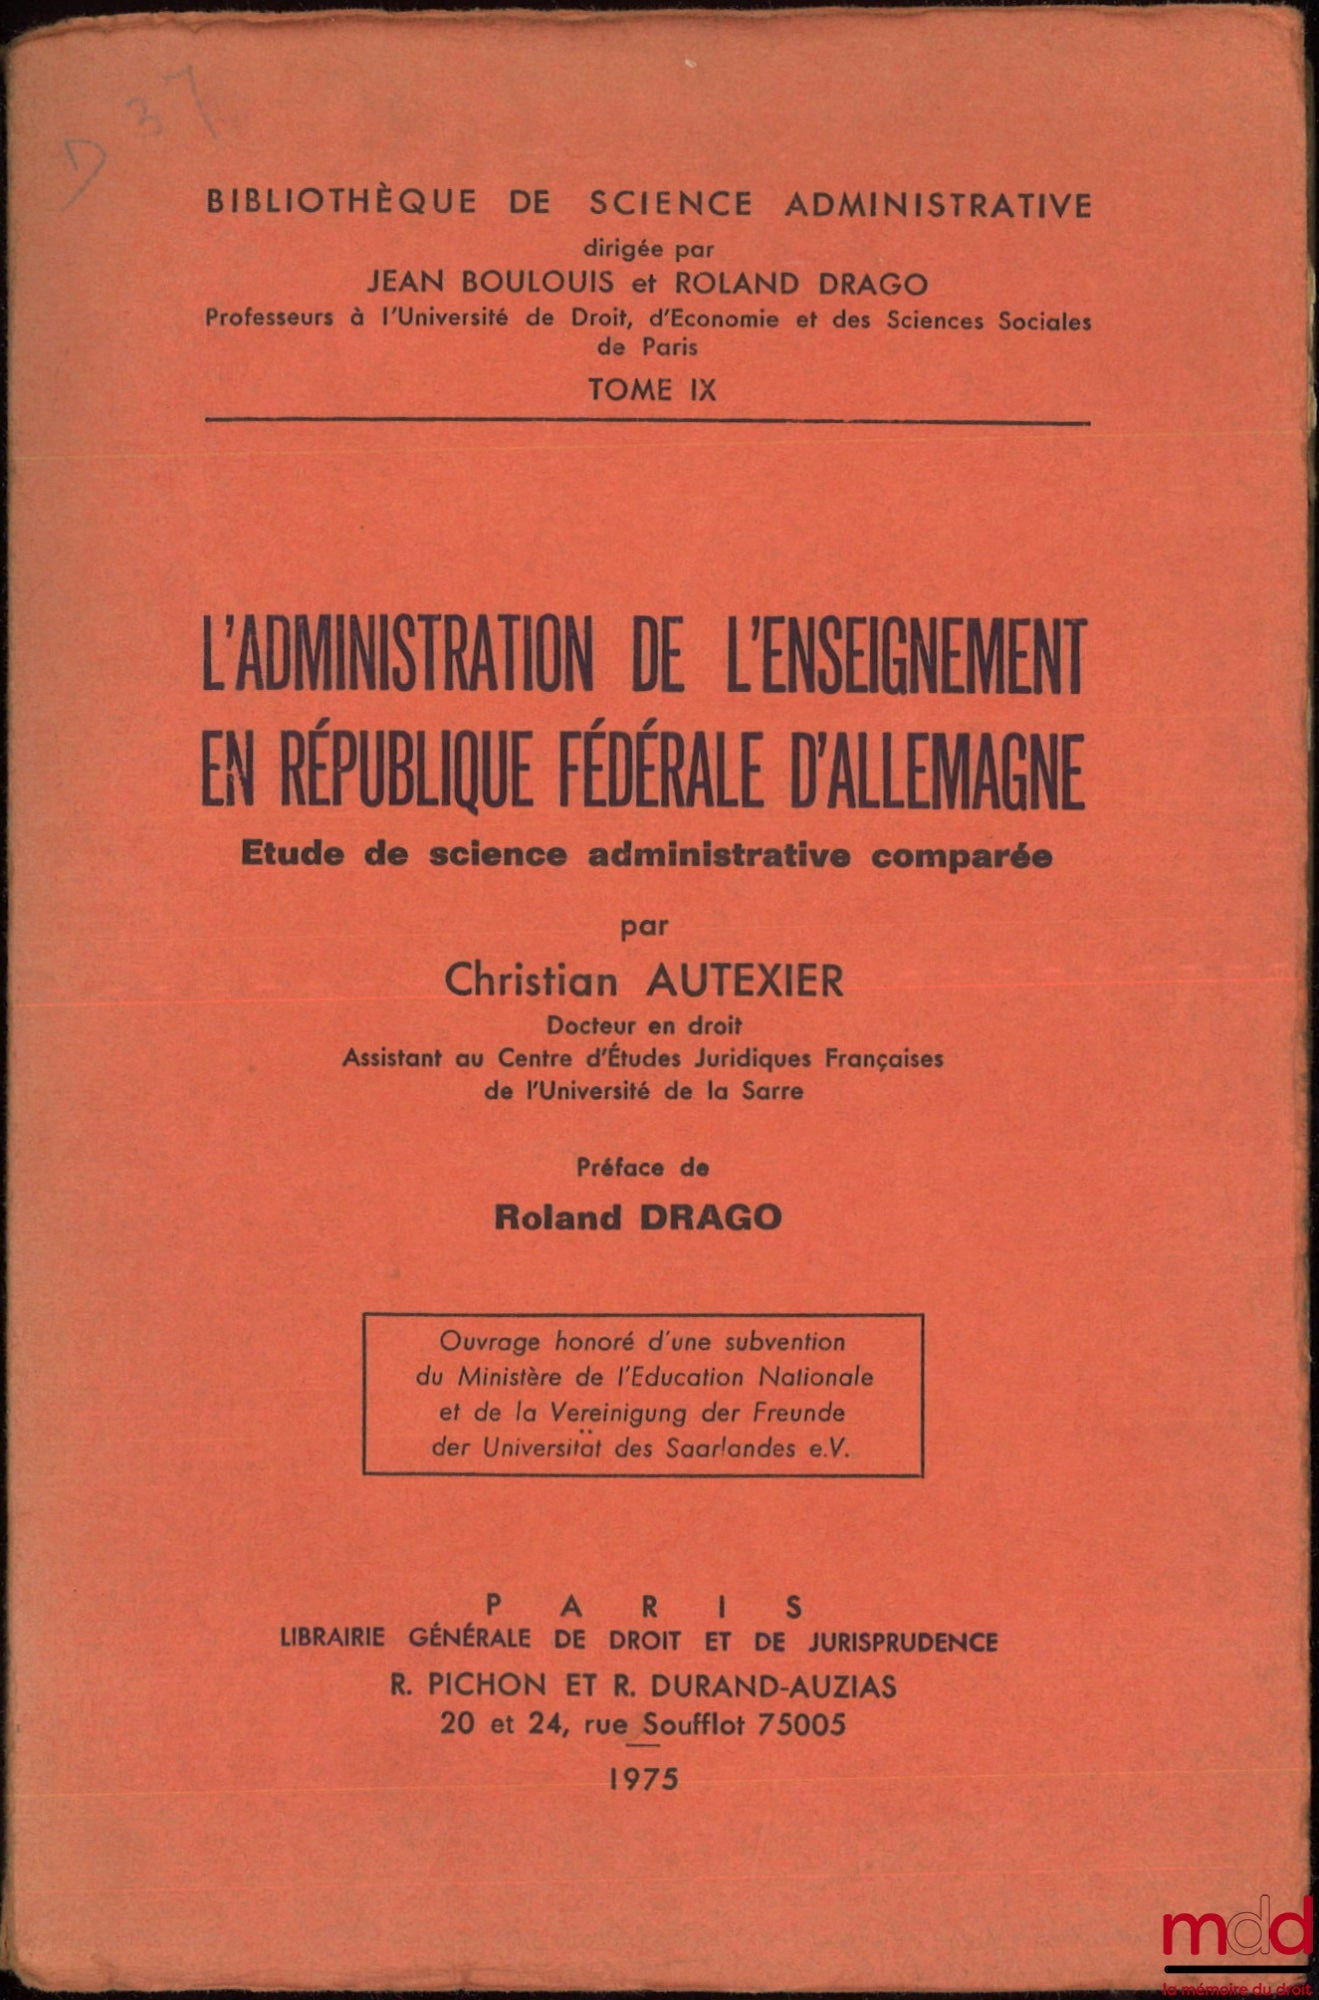 D 37
BIBLIOTHÈQUE DE SCIENCE ADMINISTRATIVE
dirigée par
JEAN BOULOUIS et ROLAND DRAGO
Professeurs à l'Université de Droit, d'Economie et des Sciences Sociales
de Paris
TOME IX
L'ADMINISTRATION DE L'ENSEIGNEMENT
EN RÉPUBLIQUE FÉDÉRALE D'ALLEMAGNE
Etude de science administrative comparée
par
Christian AUTEXIER
Docteur en droit
Assistant au Centre d'Études Juridiques Françaises
de l'Université de la Sarre
Préface de
Roland DRAGO
Ouvrage honoré d'une subvention
du Ministère de l'Education Nationale
et de la Vereinigung der Freunde
der Universität des Saarlandes e.V.
PARIS
LIBRAIRIE GÉNÉRALE DE DROIT ET DE JURISPRUDENCE
R. PICHON ET R. DURAND-AUZIAS
20 et 24, rue Soufflot 75005
1975
mdd
la mémoire du droit